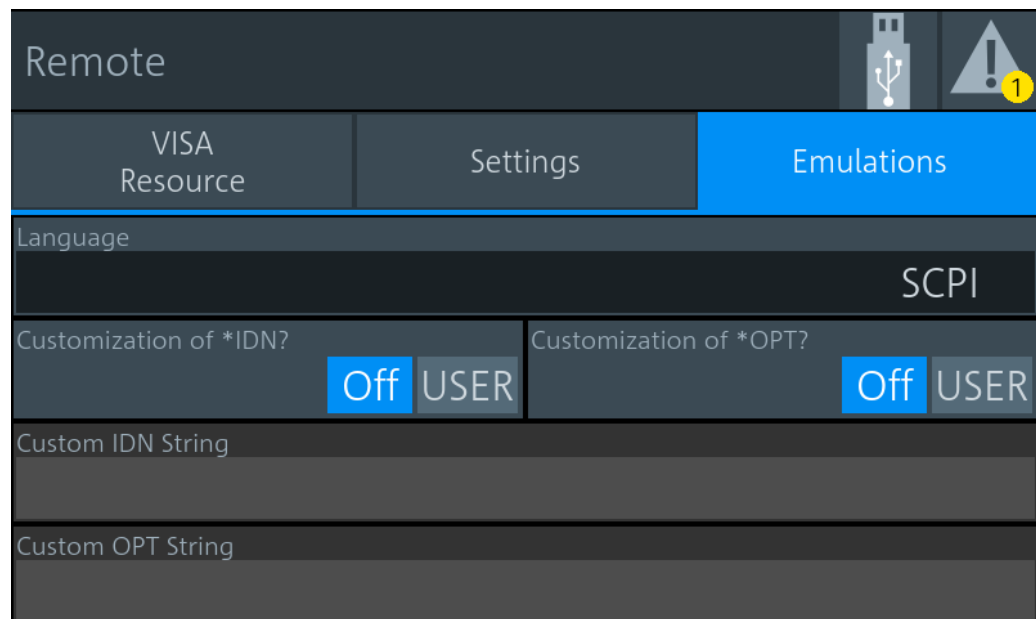 Remote
1
VISA
Resource
Settings
Emulations
Language
SCPI
Customization of *IDN?
Off USER
Customization of *OPT?
Off USER
Custom IDN String
Custom OPT String